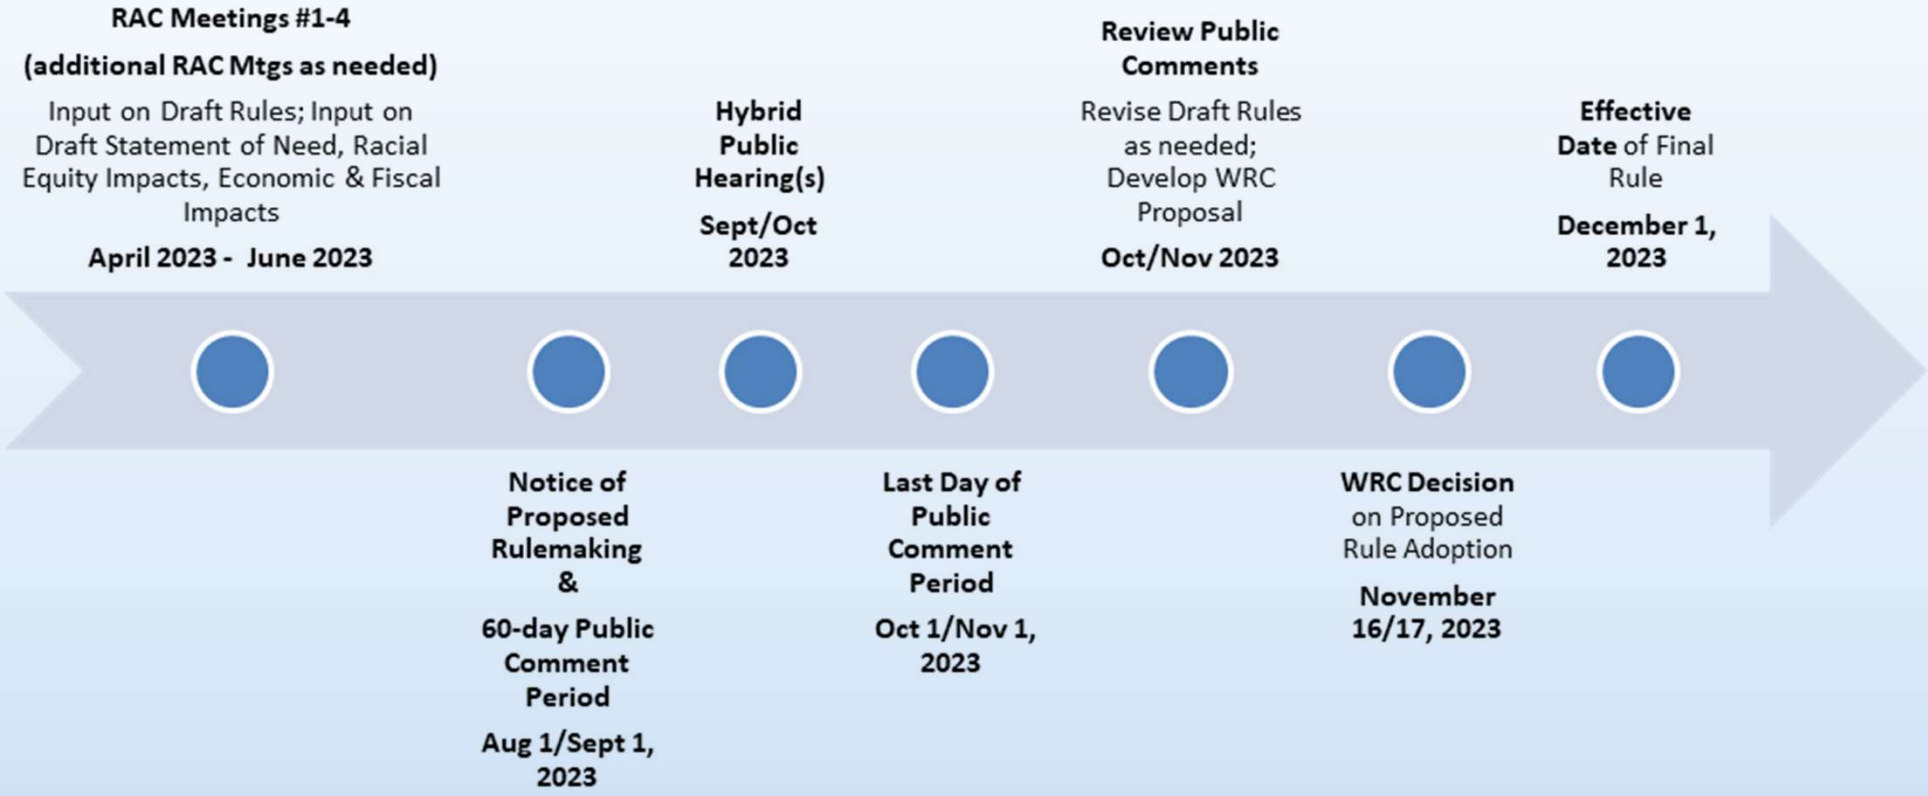 RAC Meetings #1-4
(additional RAC Mtgs as needed)
Input on Draft Rules; Input on
Draft Statement of Need, Racial
Equity Impacts, Economic & Fiscal
Impacts
April 2023 - June 2023
Notice of
Proposed
Rulemaking
&
60-day Public
Comment
Period
Aug 1/Sept 1,
2023
Hybrid
Public
Hearing(s)
Sept/Oct
2023
Last Day of
Public
Comment
Period
Oct 1/Nov 1,
2023
Review Public
Comments
Revise Draft Rules
as needed;
Develop WRC
Proposal
Oct/Nov 2023
WRC Decision
on Proposed
Rule Adoption
November
16/17, 2023
Effective
Date of Final
Rule
December 1,
2023